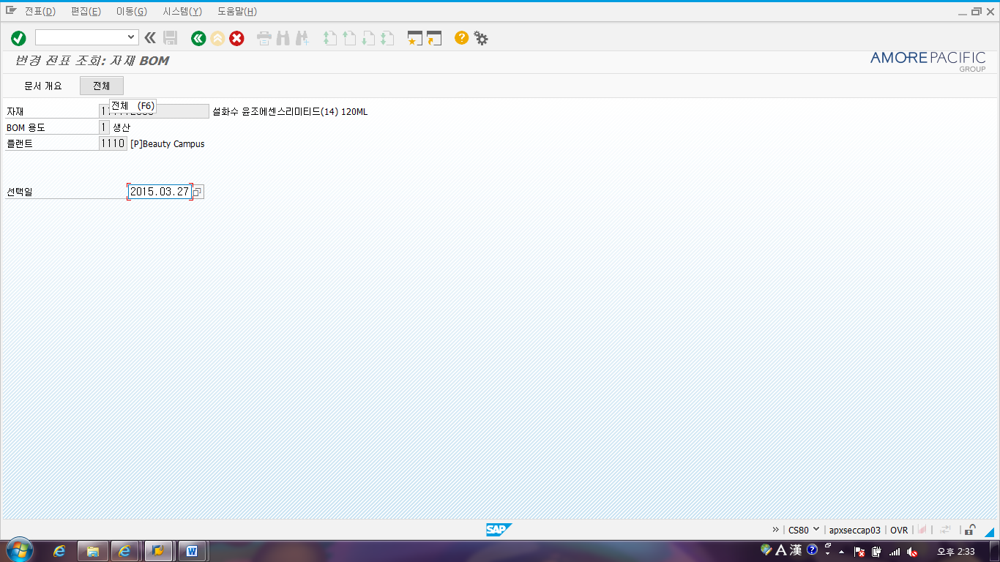 전표(D) 편집(E) 이동(G) 시스템(Y) 도움말(H)
변경 전표 조회: 자재 BOM
AMOREPACIFIC
GROUP
문서 개요 전체
전체 (F6)
자재 설화수 윤조에센스리미티드(14) 120ML
BOM 용도 1 생산
플랜트 1110 [P]Beauty Campus
선택일 2015.03.27
SAP
CS80 apxseccap03 OVR
A 漢 오후 2:33